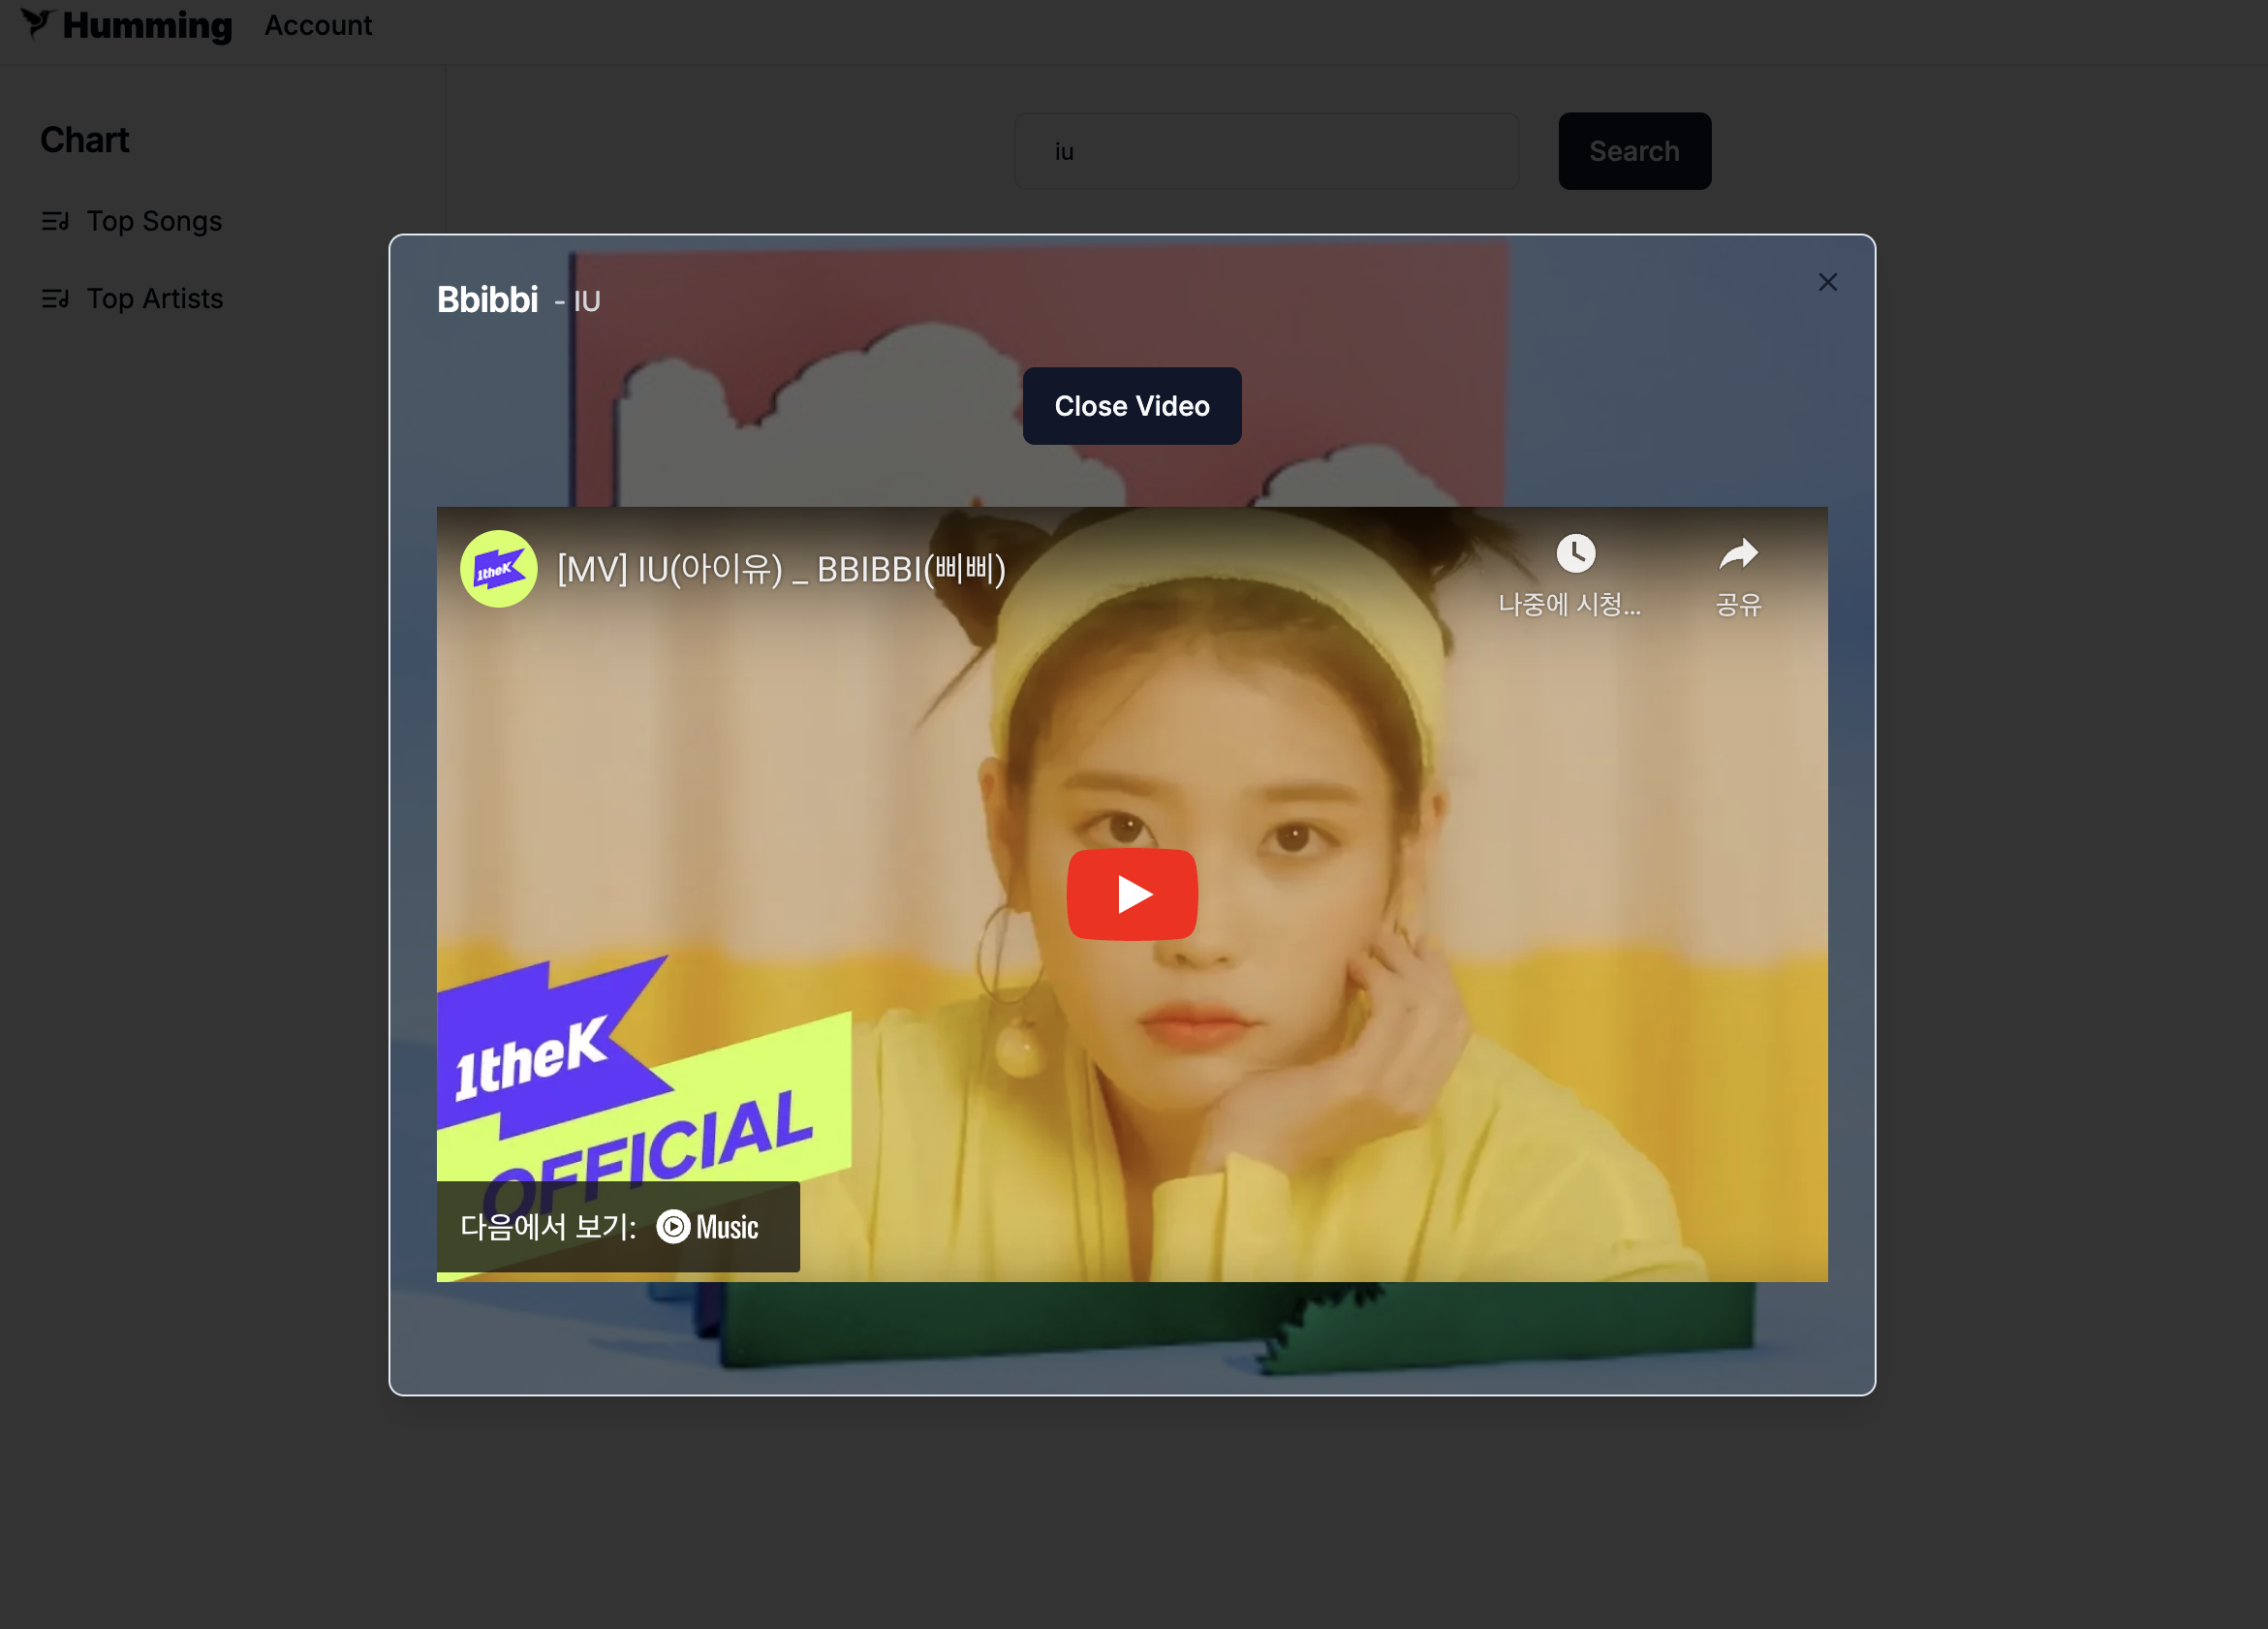 Humming
Account
Chart
Top Songs
Top Artists
iu
Search
Bbibbi - IU
Close Video
1theK
[MV] IU(아이유) _ BBIBBI(삐삐)
나중에 시청...
공유
1theK
OFFICIAL
다음에서 보기: Music